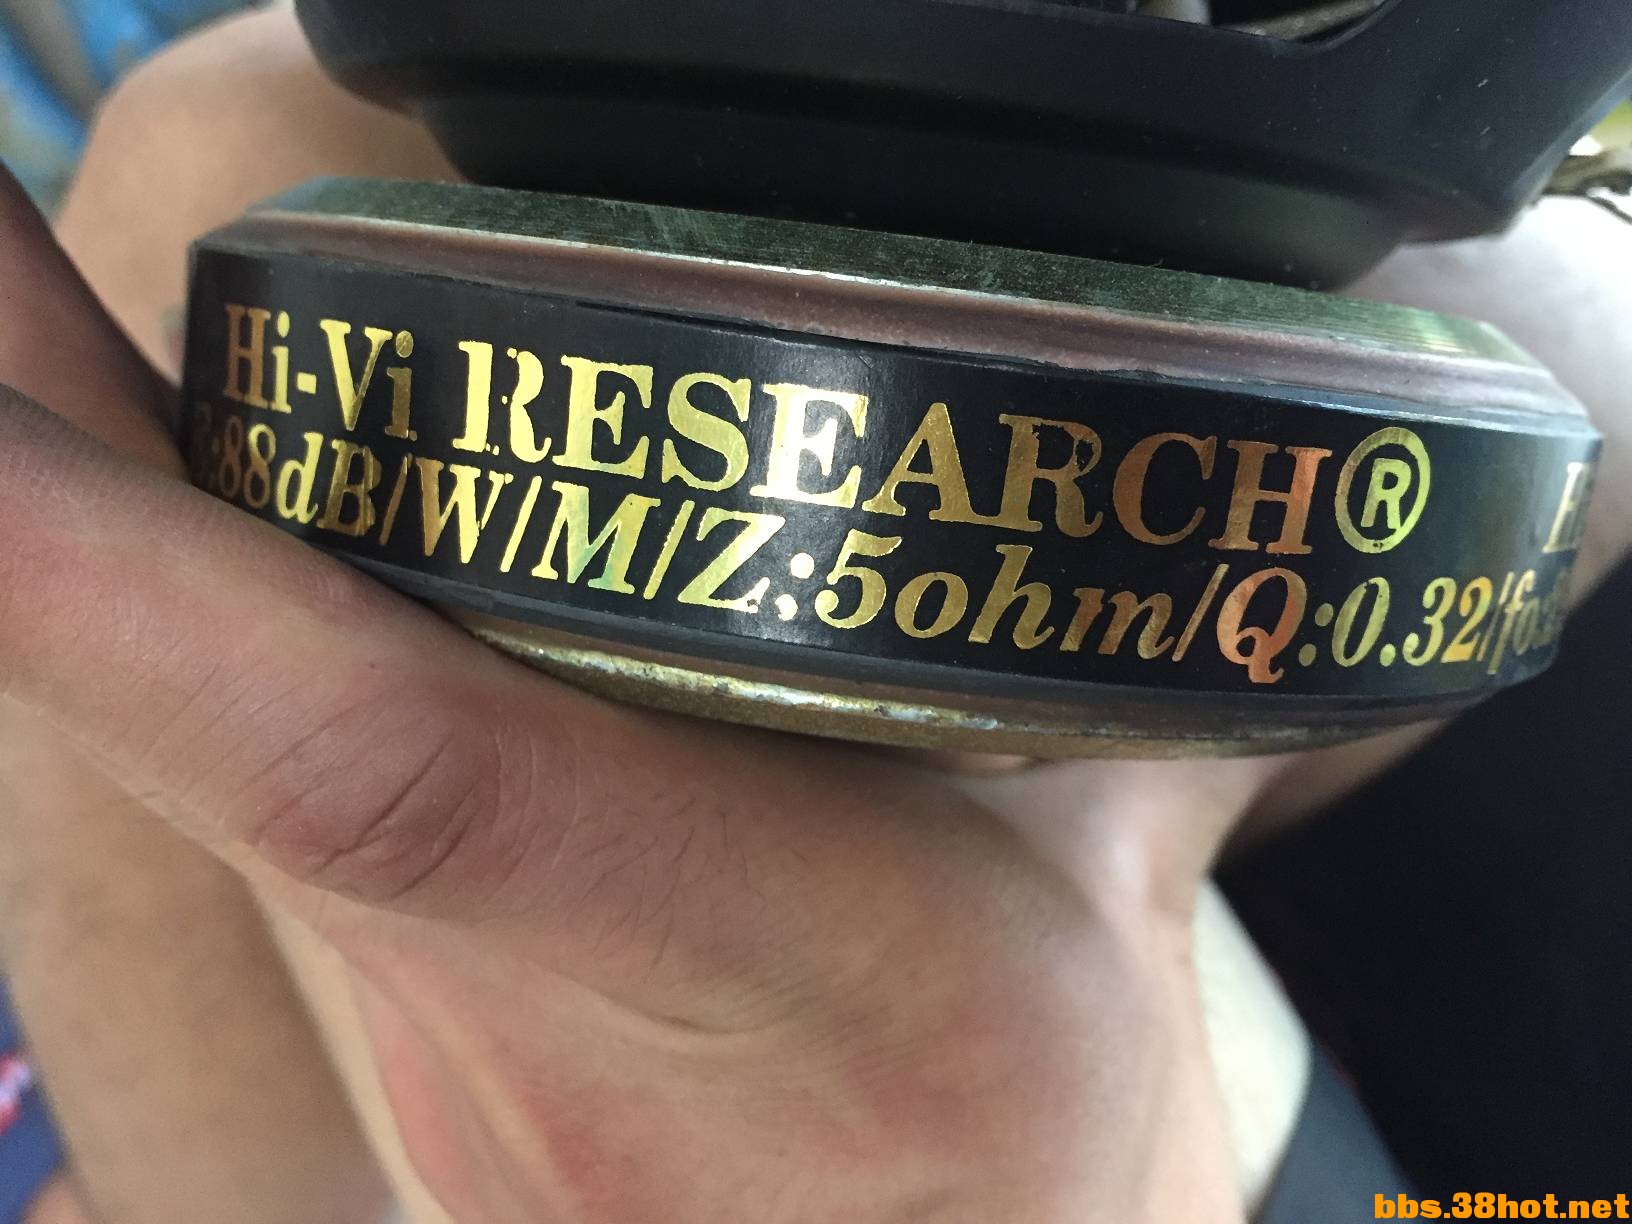 Hi-Vi RESEARCH®
:88dB/W/M/Z:5ohm/Q:0.32/fo:
bbs.38hot.net